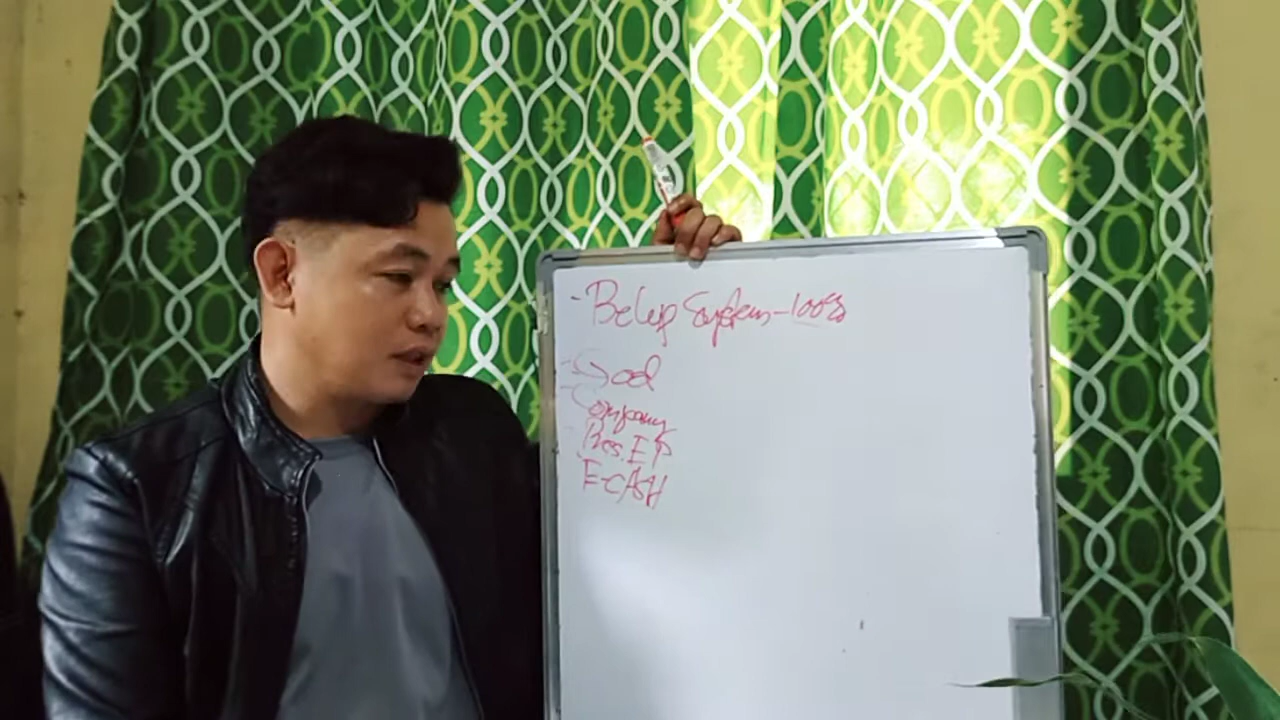 - Belief System - 100%
- God
- Company
- Pres. EP
E-CASH